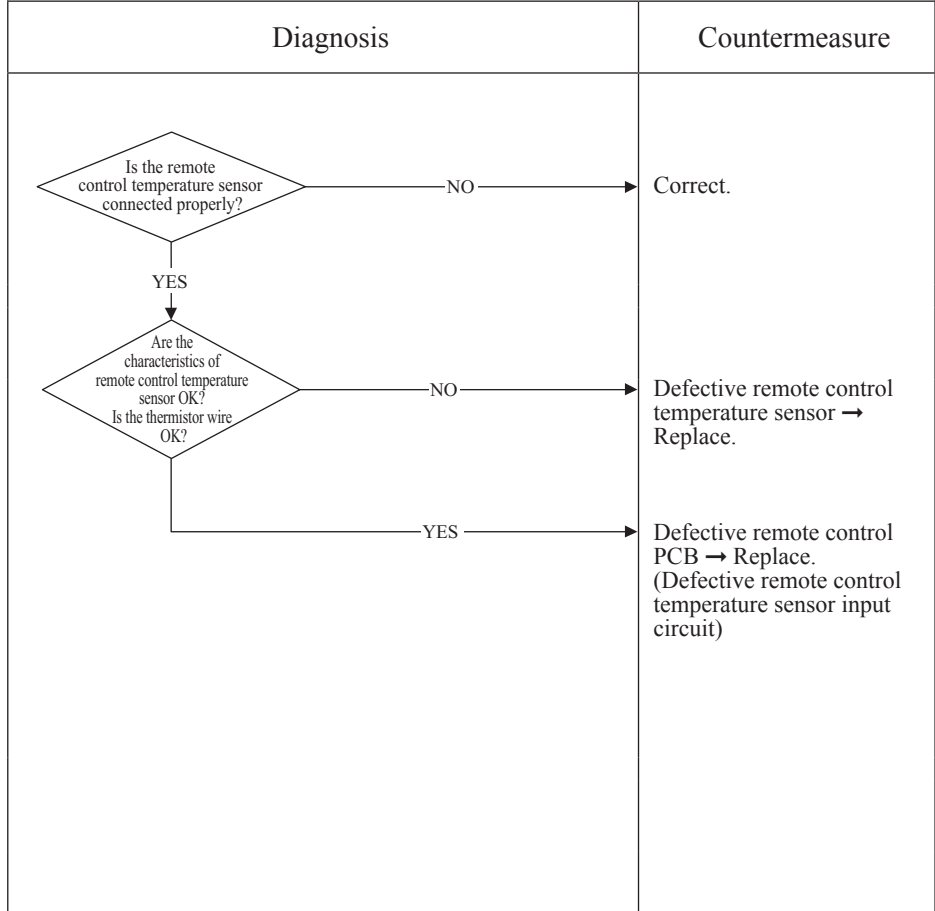 Diagnosis
Countermeasure
Is the remote
control temperature sensor
connected properly?
NO
Correct.
YES
Are the
characteristics of
remote control temperature
sensor OK?
Is the thermistor wire
OK?
NO
Defective remote control
temperature sensor ➞
Replace.
YES
Defective remote control
PCB ➞ Replace.
(Defective remote control
temperature sensor input
circuit)